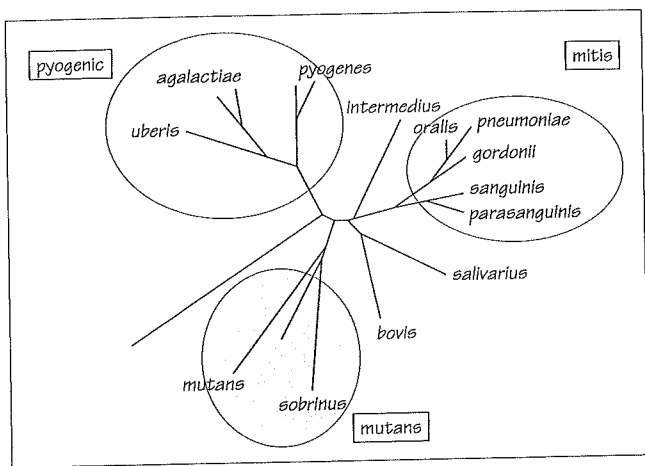 pyogenic
mitis
agalactiae
pyogenes
intermedius
oralis
pneumoniae
uberis
gordonii
sanguinis
parasanguinis
salivarius
bovis
mutans
sobrinus
mutans